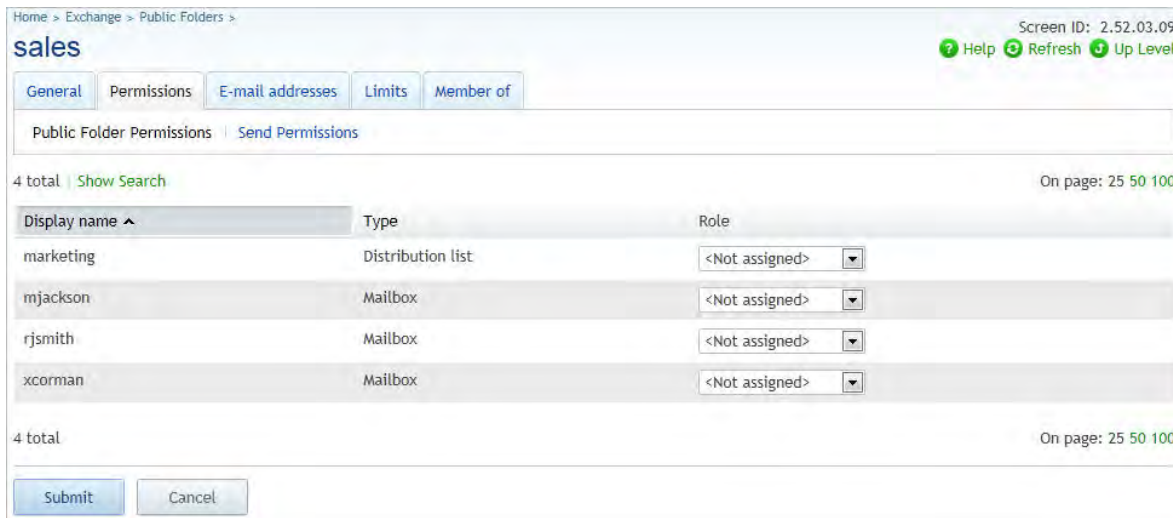 Home > Exchange > Public Folders >
Screen ID: 2.52.03.09
sales
Help Refresh Up Level
General Permissions E-mail addresses Limits Member of
Public Folder Permissions | Send Permissions
4 total | Show Search
On page: 25 50 100
Display name Type Role
marketing Distribution list <Not assigned>
mjackson Mailbox <Not assigned>
rjsmith Mailbox <Not assigned>
xcorman Mailbox <Not assigned>
4 total
On page: 25 50 100
Submit Cancel